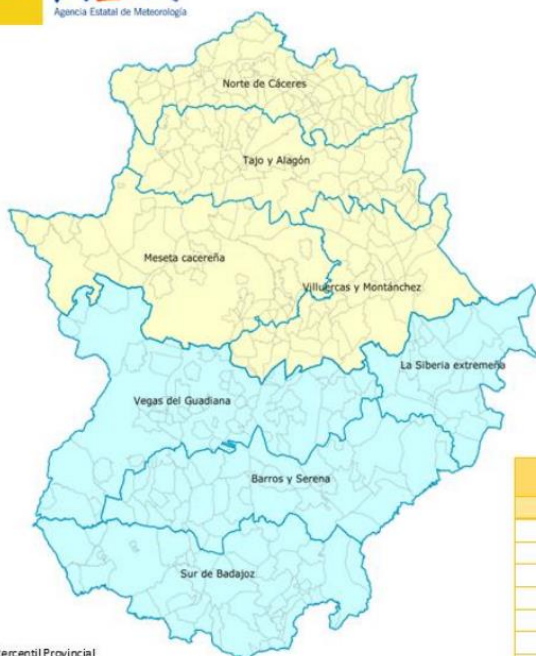 Agencia Estatal de Meteorología
Norte de Cáceres
Tajo y Alagón
Meseta cacereña
Villuercas y Montánchez
La Siberia extremeña
Vegas del Guadiana
Barros y Serena
Sur de Badajoz
Percentil Provincial